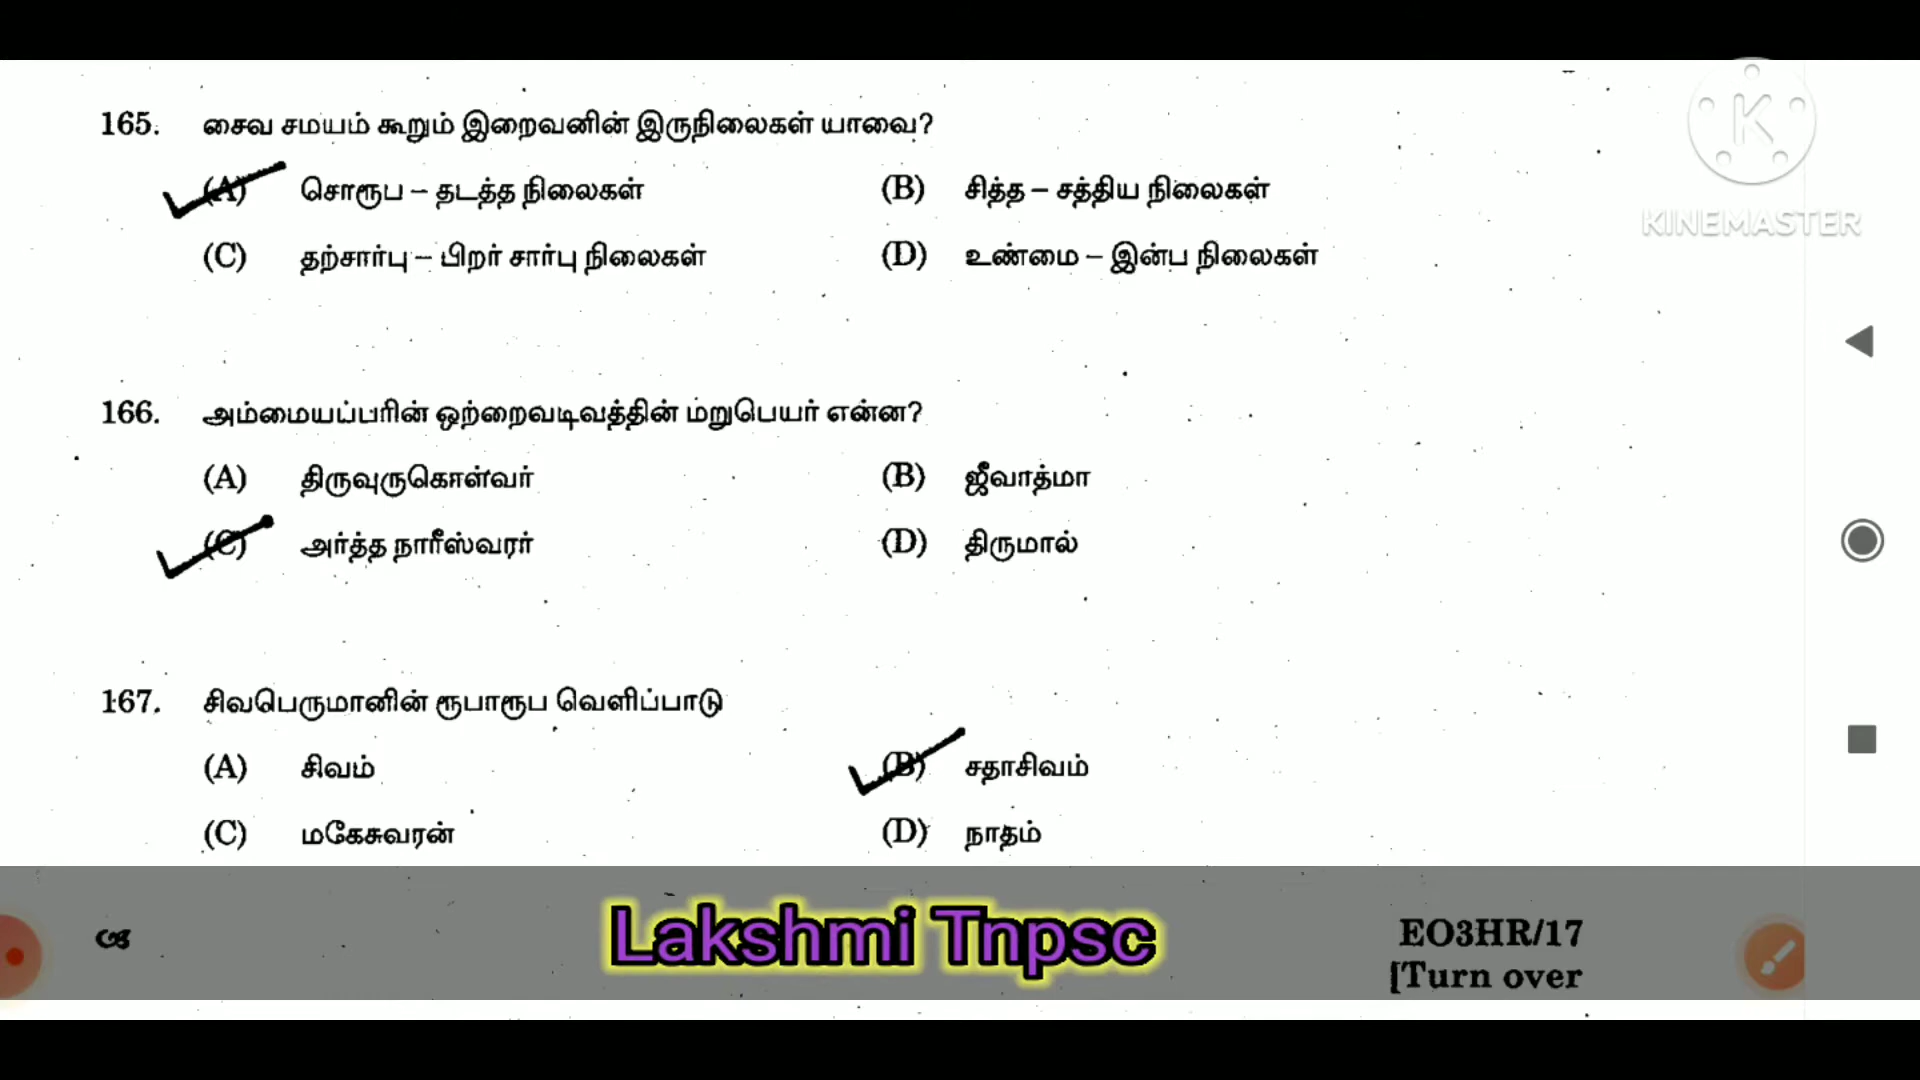 165. சைவ சமயம் கூறும் இறைவனின் இருநிலைகள் யாவை?
(A) சொரூப – தடத்த நிலைகள் (B) சித்த – சத்திய நிலைகள்
(C) தற்சார்பு – பிறர் சார்பு நிலைகள் (D) உண்மை – இன்ப நிலைகள்
KINEMASTER
166. அம்மையப்பரின் ஒற்றைவடிவத்தின் மறுபெயர் என்ன?
(A) திருவுருகொள்வர் (B) ஜீவாத்மா
(C) அர்த்த நாரீஸ்வரர் (D) திருமால்
167. சிவபெருமானின் ரூபாரூப வெளிப்பாடு
(A) சிவம் (B) சதாசிவம்
(C) மகேசுவரன் (D) நாதம்
Lakshmi Tnpsc
EO3HR/17
[Turn over